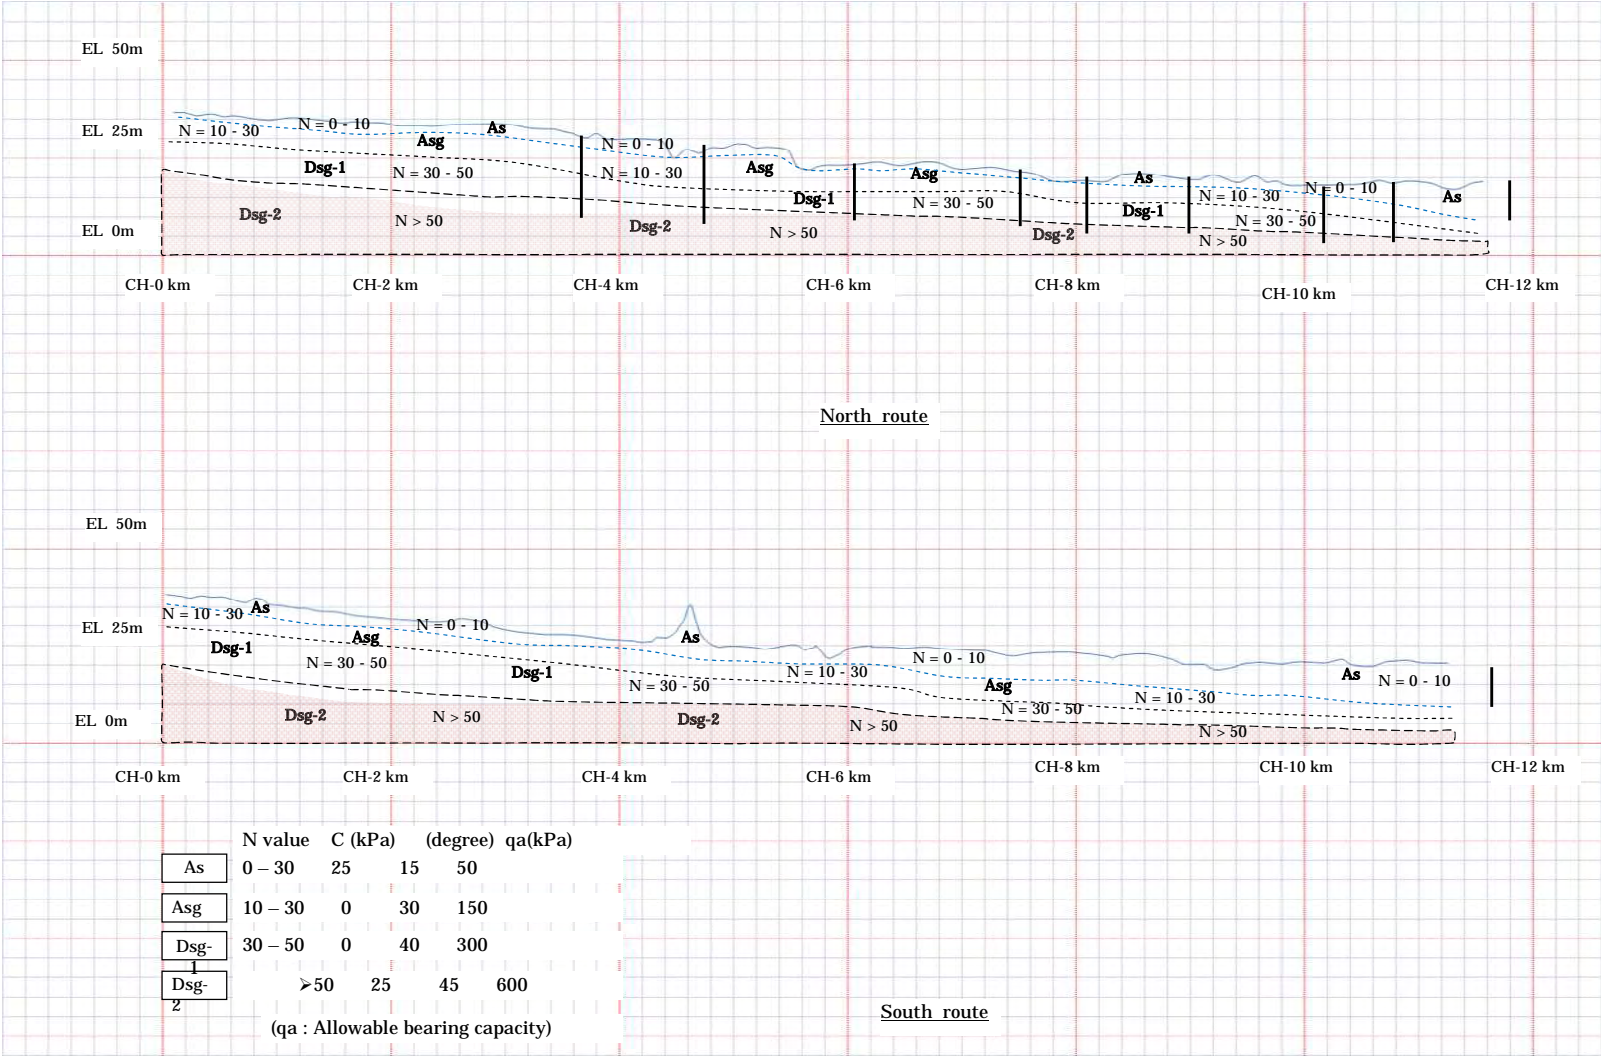 EL 50m
EL 25m
N = 10 - 30
N = 0 - 10
As
Asg
N = 0 - 10
Dsg-1
N = 30 - 50
N = 10 - 30
Asg
Asg
As
N = 0 - 10
Dsg-1
N = 30 - 50
Dsg-1
N = 10 - 30
As
N = 30 - 50
Dsg-2
N > 50
Dsg-2
N > 50
Dsg-2
N > 50
EL 0m
CH-0 km
CH-2 km
CH-4 km
CH-6 km
CH-8 km
CH-10 km
CH-12 km
North route
EL 50m
N = 10 - 30
As
EL 25m
N = 0 - 10
As
Asg
Dsg-1
N = 30 - 50
Dsg-1
N = 30 - 50
N = 10 - 30
N = 0 - 10
Asg
N = 10 - 30
As
N = 0 - 10
N = 30 - 50
EL 0m
Dsg-2
N > 50
Dsg-2
N > 50
N > 50
CH-0 km
CH-2 km
CH-4 km
CH-6 km
CH-8 km
CH-10 km
CH-12 km
N value C (kPa) (degree) qa(kPa)
As 0 – 30 25 15 50
Asg 10 – 30 0 30 150
Dsg-1 30 – 50 0 40 300
Dsg-2 ➢50 25 45 600
(qa : Allowable bearing capacity)
South route